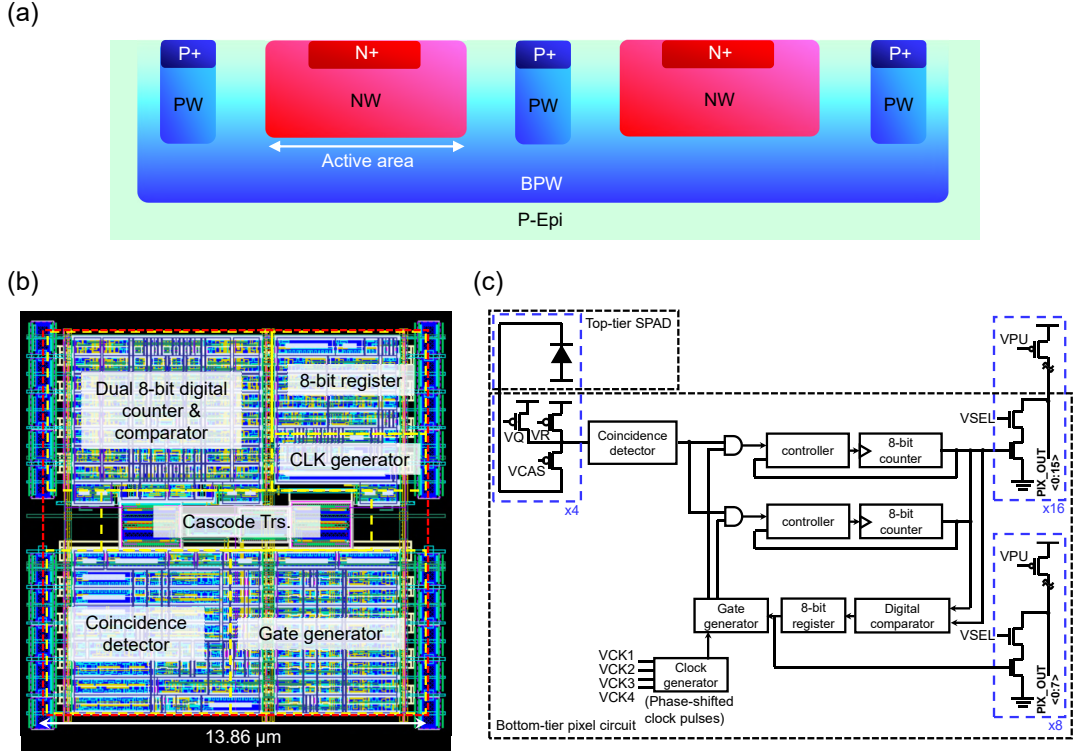 (a)
P+
N+
P+
N+
P+
PW
NW
PW
NW
PW
Active area
BPW
P-Epi
(b)
Dual 8-bit digital
counter &
comparator
8-bit register
CLK generator
Cascode Trs.
Coincidence
detector
Gate generator
13.86 μm
(c)
Top-tier SPAD
VQ
VR
VCAS
x4
Coincidence
detector
controller
8-bit
counter
controller
8-bit
counter
VPU
VSEL
PIX_OUT
<0:15>
x16
Gate
generator
8-bit
register
Digital
comparator
VPU
VSEL
PIX_OUT
<0:7>
x8
VCK1
VCK2
VCK3
VCK4
Clock
generator
(Phase-shifted
clock pulses)
Bottom-tier pixel circuit